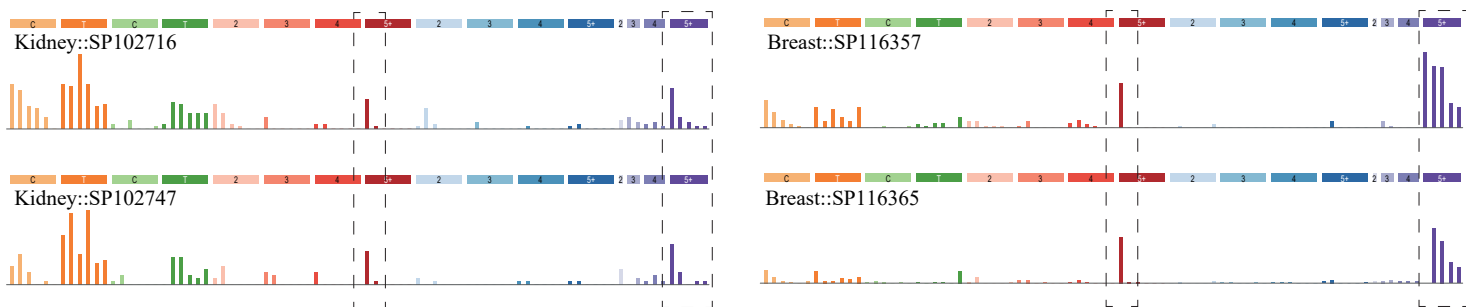 C T C T 2 3 4 5+ 2 3 4 5+ 2 3 4 5+
Kidney::SP102716
C T C T 2 3 4 5+ 2 3 4 5+ 2 3 4 5+
Kidney::SP102747
C T C T 2 3 4 5+ 2 3 4 5+ 2 3 4 5+
Breast::SP116357
C T C T 2 3 4 5+ 2 3 4 5+ 2 3 4 5+
Breast::SP116365